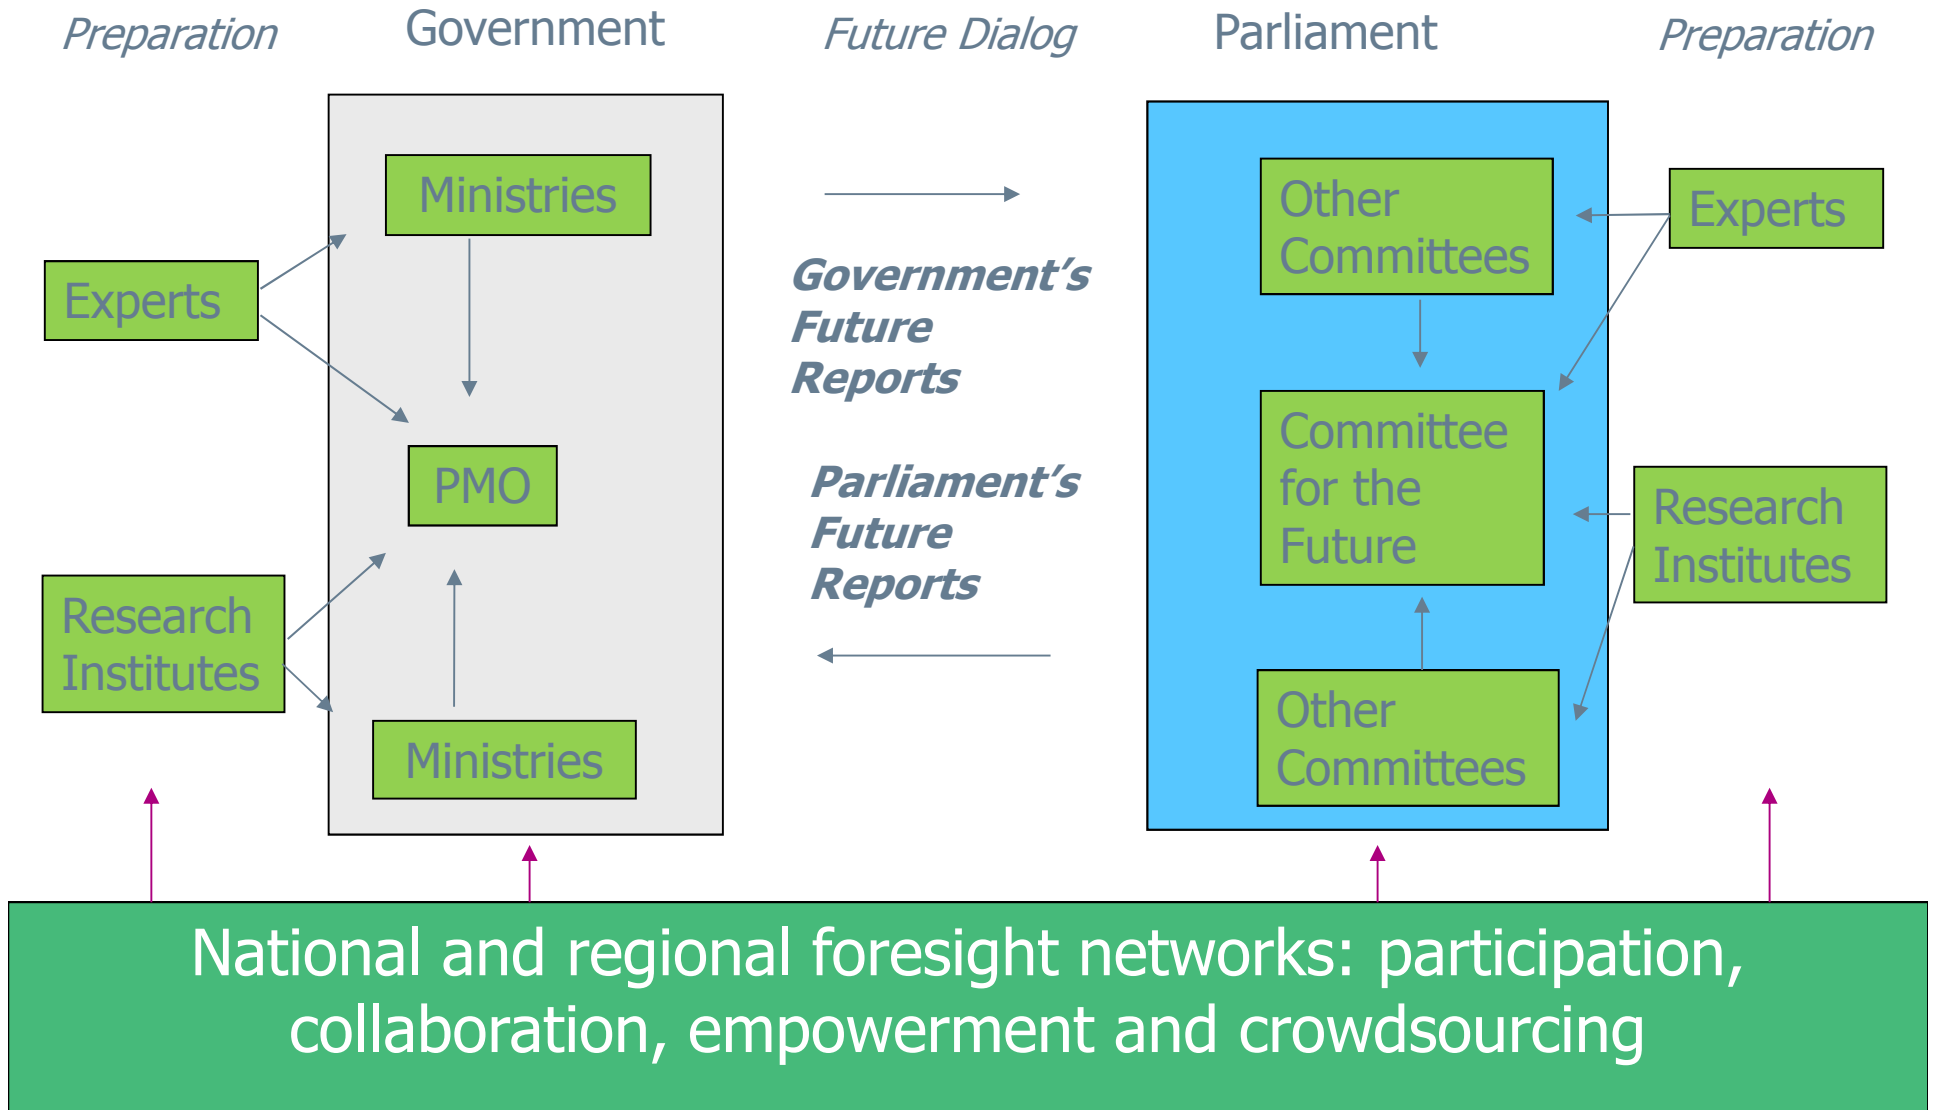 Preparation
Government
Future Dialog
Parliament
Preparation
Experts
Research
Institutes
Ministries
PMO
Ministries
Government’s
Future
Reports
Parliament’s
Future
Reports
Other
Committees
Committee
for the
Future
Other
Committees
Experts
Research
Institutes
National and regional foresight networks: participation,
collaboration, empowerment and crowdsourcing